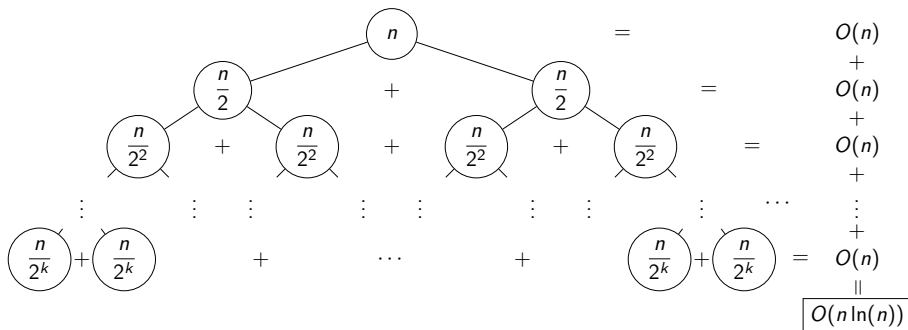 n = O(n)
+
n/2 + n/2 = O(n)
+
n/2² + n/2² + n/2² + n/2² = O(n)
+
⋮ ⋮ ⋮ ⋮ ⋮ ⋮ ⋮ ⋮ ⋯ ⋮
+
n/2ᵏ + n/2ᵏ + ⋯ + n/2ᵏ + n/2ᵏ = O(n)
=
O(n ln(n))